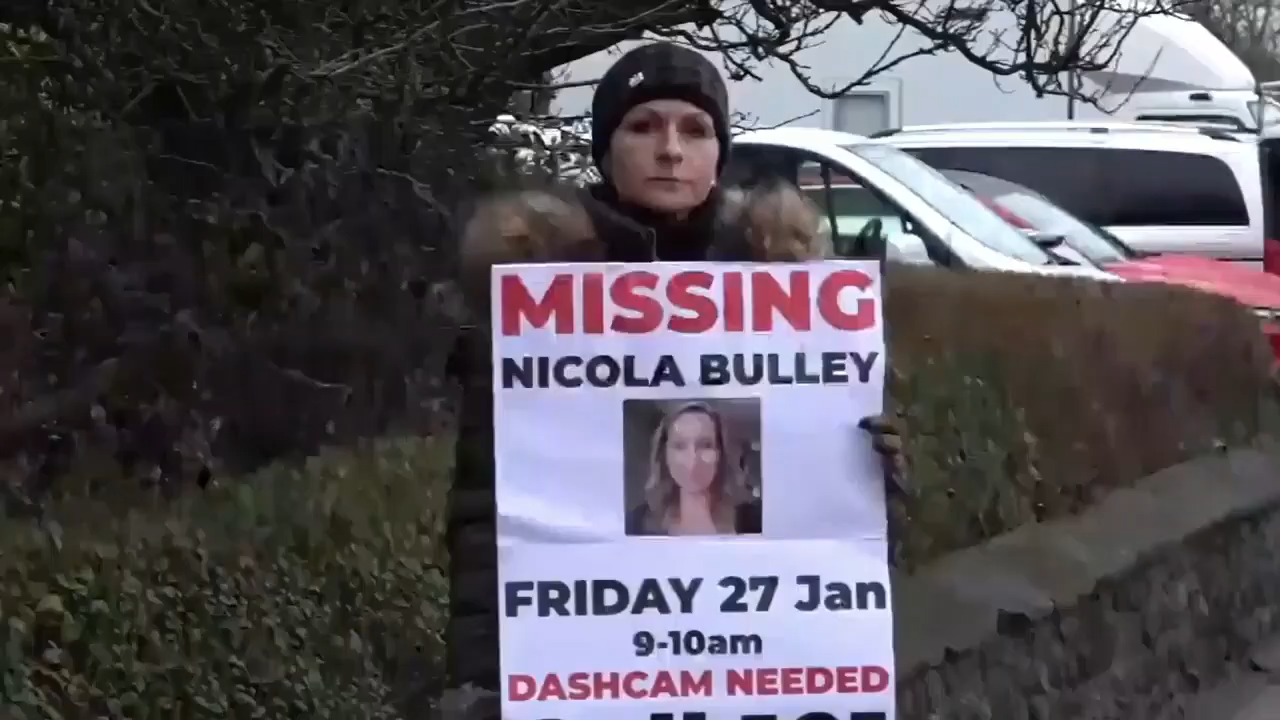 MISSING
NICOLA BULLEY
FRIDAY 27 Jan
9-10am
DASHCAM NEEDED